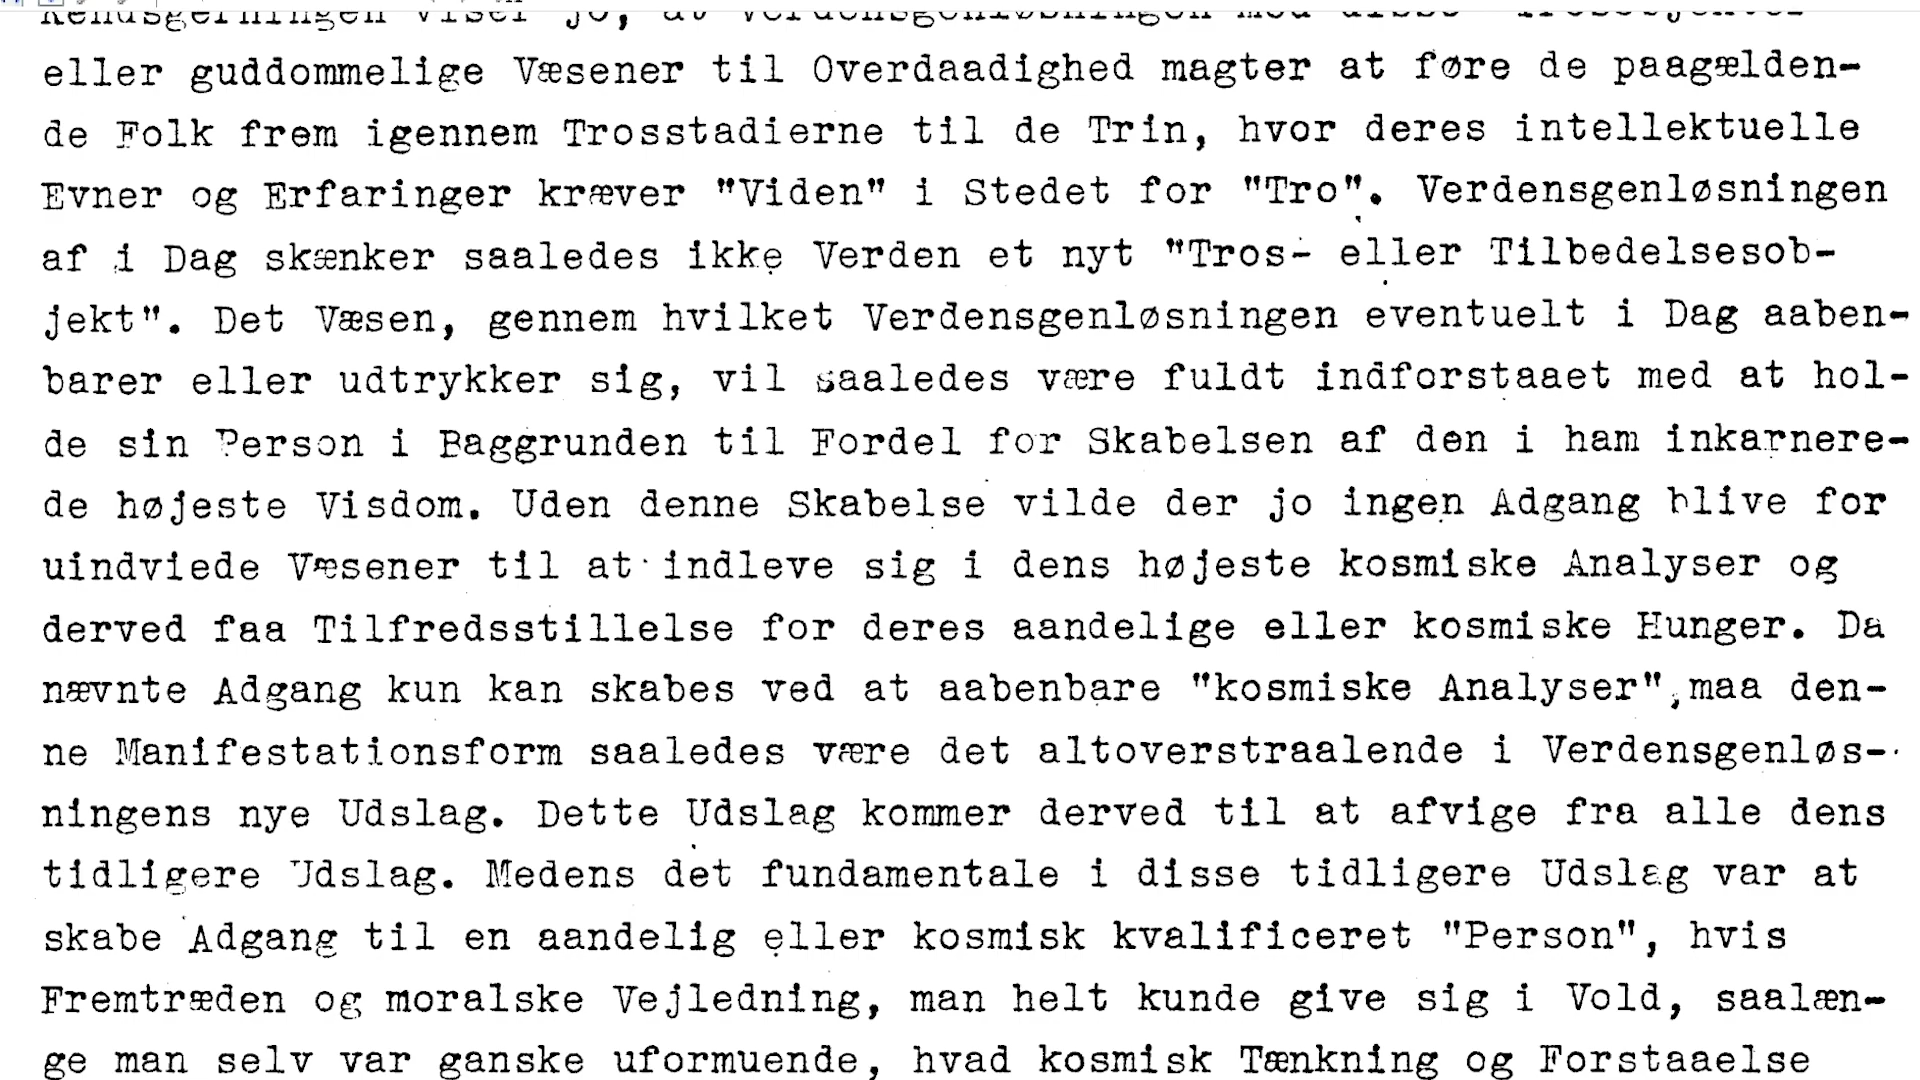 eller guddommelige Væsener til Overdaadighed magter at føre de paagælden-
de Folk frem igennem Trosstadierne til de Trin, hvor deres intellektuelle
Evner og Erfaringer kræver "Viden" i Stedet for "Tro". Verdensgenløsningen
af i Dag skænker saaledes ikke Verden et nyt "Tros- eller Tilbedelsesob-
jekt". Det Væsen, gennem hvilket Verdensgenløsningen eventuelt i Dag aaben-
barer eller udtrykker sig, vil saaledes være fuldt indforstaaet med at hol-
de sin Person i Baggrunden til Fordel for Skabelsen af den i ham inkarnere-
de højeste Visdom. Uden denne Skabelse vilde der jo ingen Adgang blive for
uindviede Væsener til at indleve sig i dens højeste kosmiske Analyser og
derved faa Tilfredsstillelse for deres aandelige eller kosmiske Hunger. Da
nævnte Adgang kun kan skabes ved at aabenbare "kosmiske Analyser", maa den-
ne Manifestationsform saaledes være det altoverstraalende i Verdensgenløs-
ningens nye Udslag. Dette Udslag kommer derved til at afvige fra alle dens
tidligere Udslag. Medens det fundamentale i disse tidligere Udslag var at
skabe Adgang til en aandelig eller kosmisk kvalificeret "Person", hvis
Fremtræden og moralske Vejledning, man helt kunde give sig i Vold, saalæn-
ge man selv var ganske uformuende, hvad kosmisk Tænkning og Forstaaelse